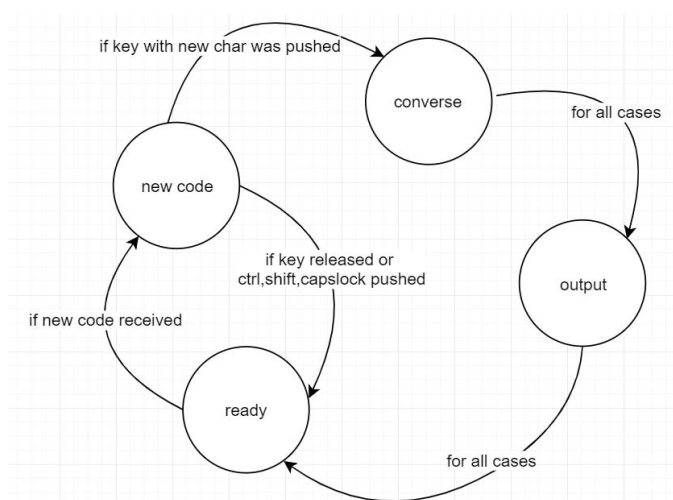 if key with new char was pushed
converse
for all cases
new code
if key released or
ctrl,shift,capslock pushed
output
if new code received
ready
for all cases